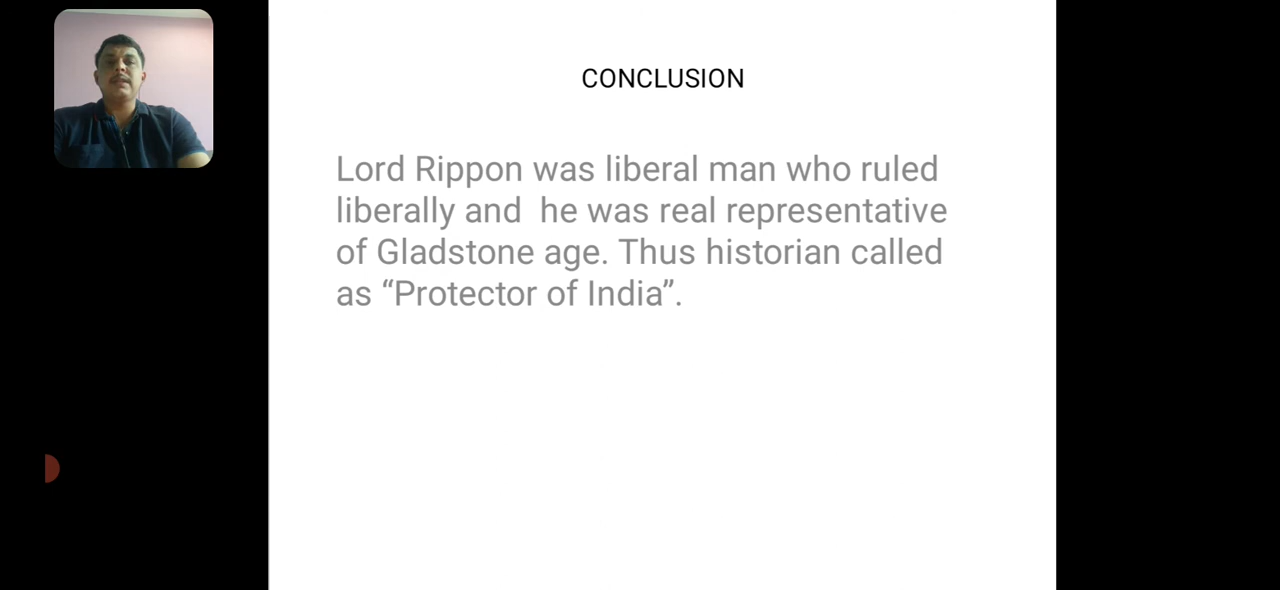 CONCLUSION
Lord Rippon was liberal man who ruled
liberally and  he was real representative
of Gladstone age. Thus historian called
as “Protector of India”.